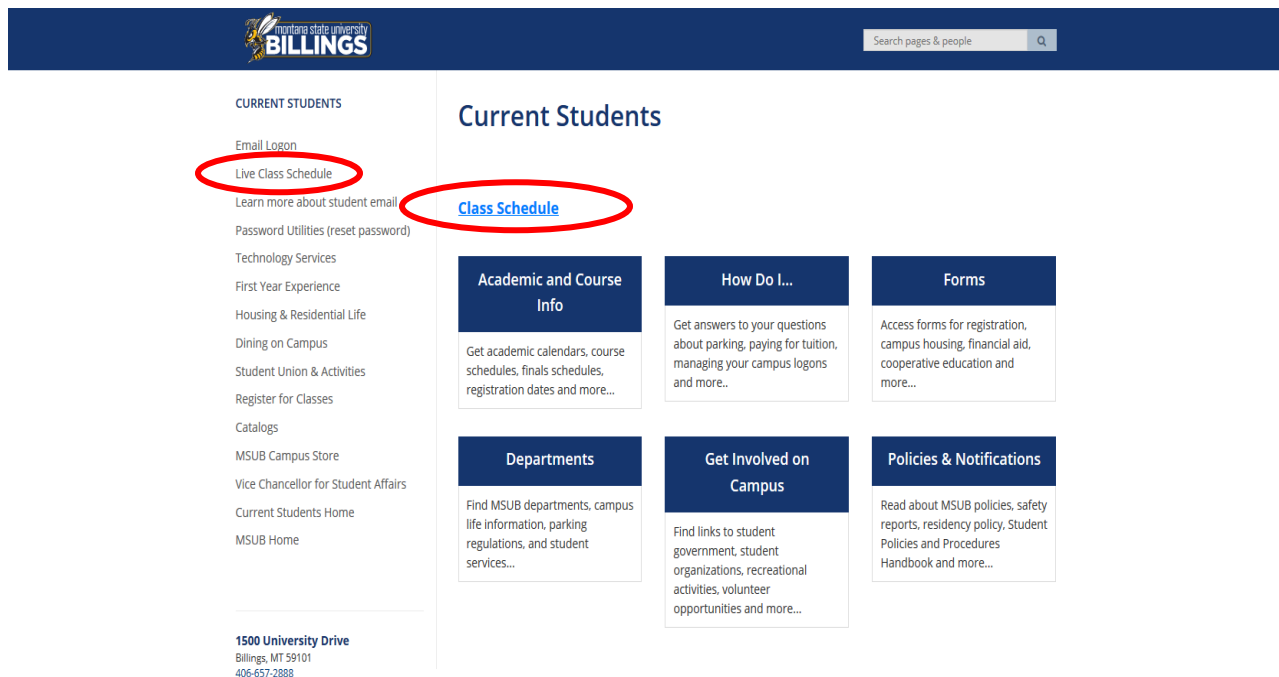 montana state university
BILLINGS
Search pages & people
CURRENT STUDENTS
Email Logon
Live Class Schedule
Learn more about student email
Password Utilities (reset password)
Technology Services
First Year Experience
Housing & Residential Life
Dining on Campus
Student Union & Activities
Register for Classes
Catalogs
MSUB Campus Store
Vice Chancellor for Student Affairs
Current Students Home
MSUB Home
1500 University Drive
Billings, MT 59101
406-657-2888
Current Students
Class Schedule
Academic and Course
Info
Get academic calendars, course
schedules, finals schedules,
registration dates and more...
How Do I...
Get answers to your questions
about parking, paying for tuition,
managing your campus logons
and more..
Forms
Access forms for registration,
campus housing, financial aid,
cooperative education and
more...
Departments
Find MSUB departments, campus
life information, parking
regulations, and student
services...
Get Involved on
Campus
Find links to student
government, student
organizations, recreational
activities, volunteer
opportunities and more...
Policies & Notifications
Read about MSUB policies, safety
reports, residency policy, Student
Policies and Procedures
Handbook and more...